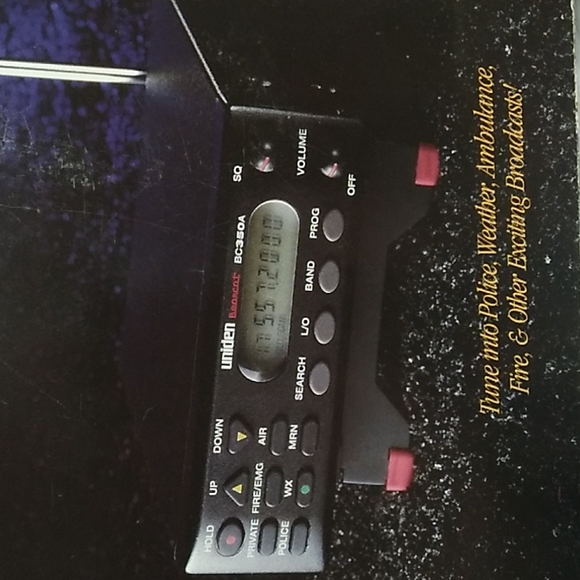 HOLD UP DOWN
uniden Bearcat BC350A
SQ
VOLUME
PRIVATE FIRE/EMG AIR
POLICE WX MRN
SEARCH L/O BAND PROG
OFF
Tune into Police, Weather, Ambulance,
Fire, & Other Exciting Broadcasts!